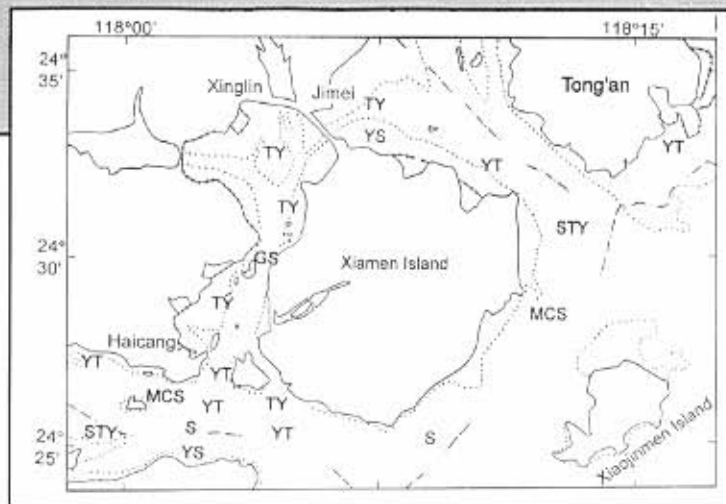 118°00' 118°15'
24°
35'
Xinglin Jimei TY Tong'an
YS
TY YT YT
TY STY
24°
30'
GS Xiamen Island
TY MCS
Haicang
YT YT
MCS YT TY
STY S YT S
24°
25'
YS Xiaojinmen Island